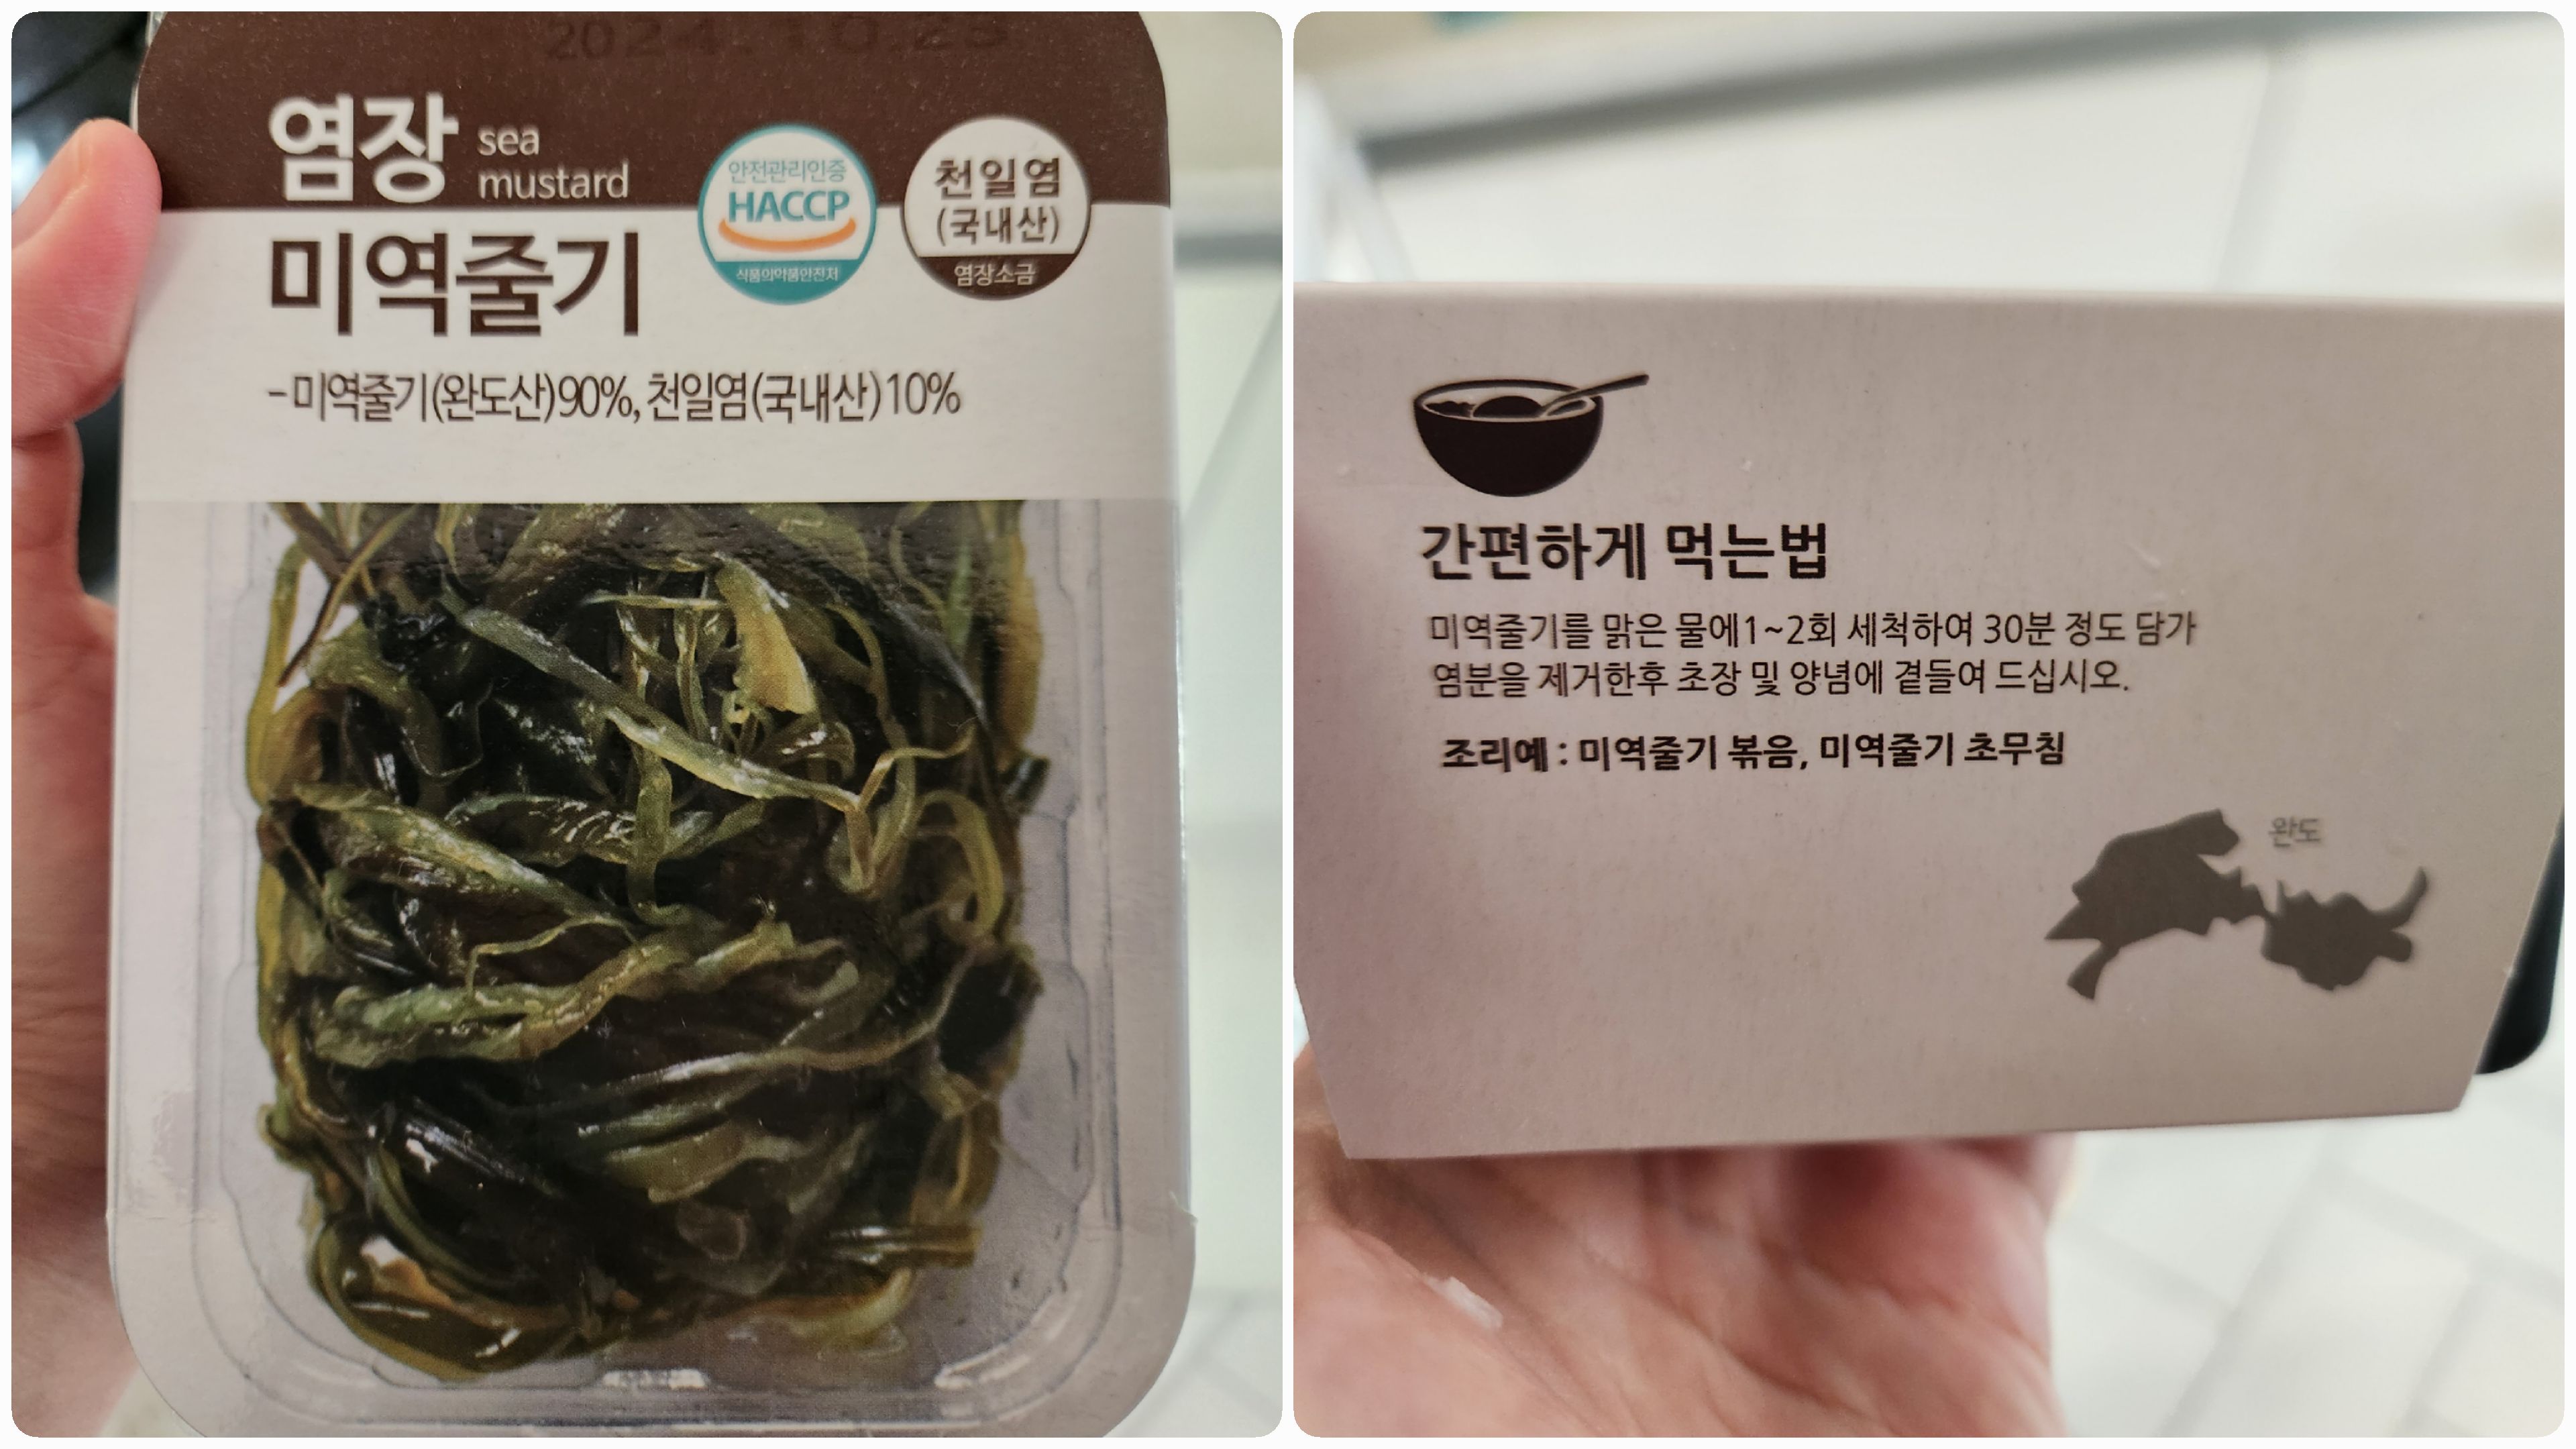 2024.10.23
염장 sea mustard
미역줄기
안전관리인증
HACCP
식품의약품안전처
천일염
(국내산)
염장소금
-미역줄기(완도산)90%, 천일염(국내산)10%
간편하게 먹는법
미역줄기를 맑은 물에1~2회 세척하여 30분 정도 담가
염분을 제거한후 초장 및 양념에 곁들여 드십시오.
조리예 : 미역줄기 볶음, 미역줄기 초무침
완도